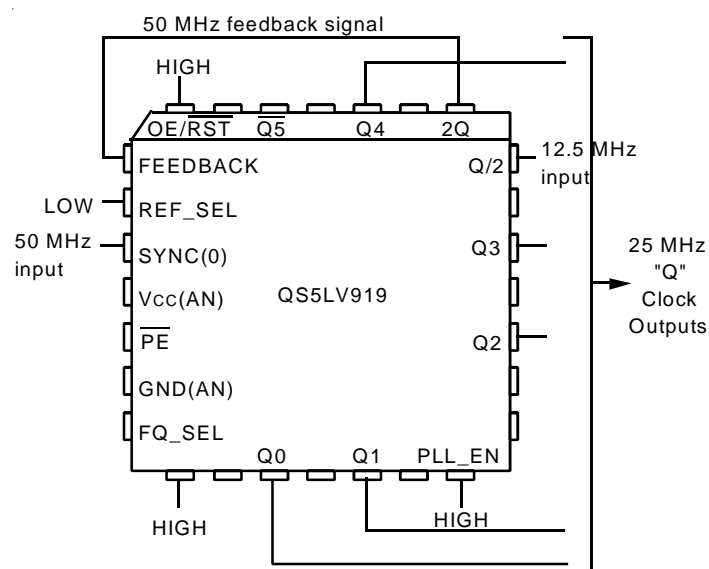 50 MHz feedback signal
HIGH
OE/RST Q5 Q4 2Q
FEEDBACK
Q/2
12.5 MHz
input
LOW
REF_SEL
50 MHz
input
SYNC(0)
Q3
25 MHz
"Q"
Clock
Outputs
VCC(AN)
QS5LV919
PE
Q2
GND(AN)
FQ_SEL
Q0 Q1 PLL_EN
HIGH
HIGH